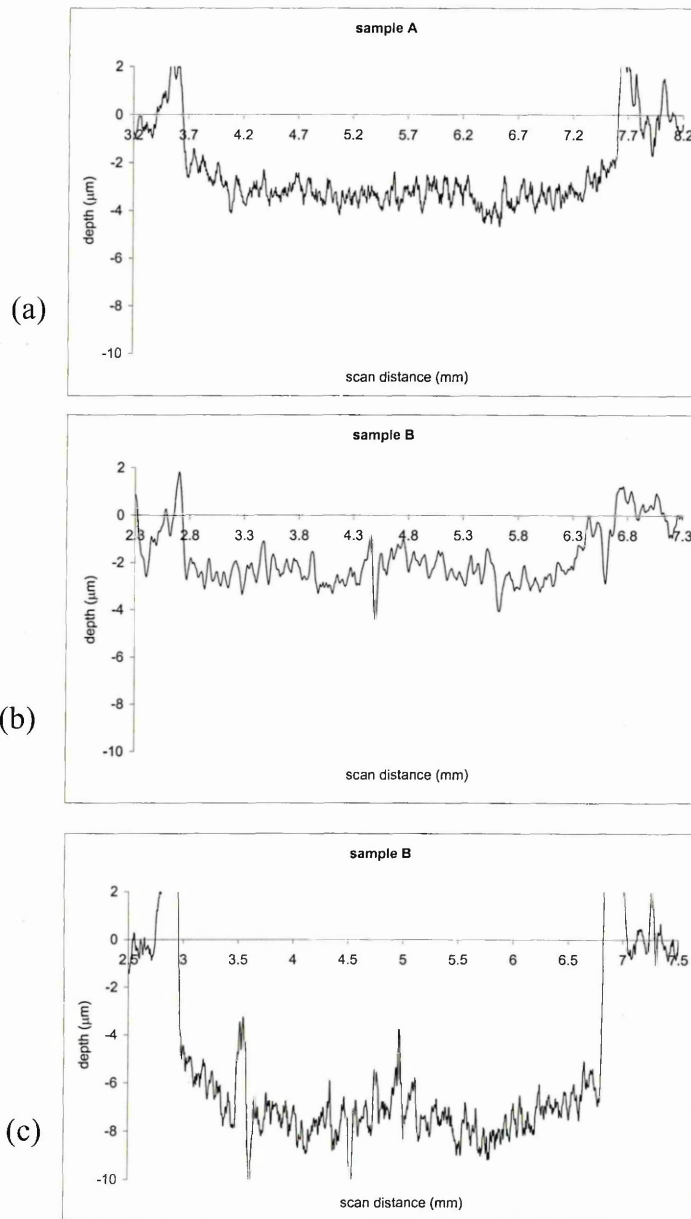 sample A
2
0
3.2 3.7 4.2 4.7 5.2 5.7 6.2 6.7 7.2 7.7 8.2
-2
-4
-6
-8
-10
depth (μm)
scan distance (mm)
(a)
sample B
2
0
2.3 2.8 3.3 3.8 4.3 4.8 5.3 5.8 6.3 6.8 7.3
-2
-4
-6
-8
-10
depth (μm)
scan distance (mm)
(b)
sample B
2
0
2.5 3 3.5 4 4.5 5 5.5 6 6.5 7 7.5
-4
-6
-8
-10
depth (μm)
scan distance (mm)
(c)